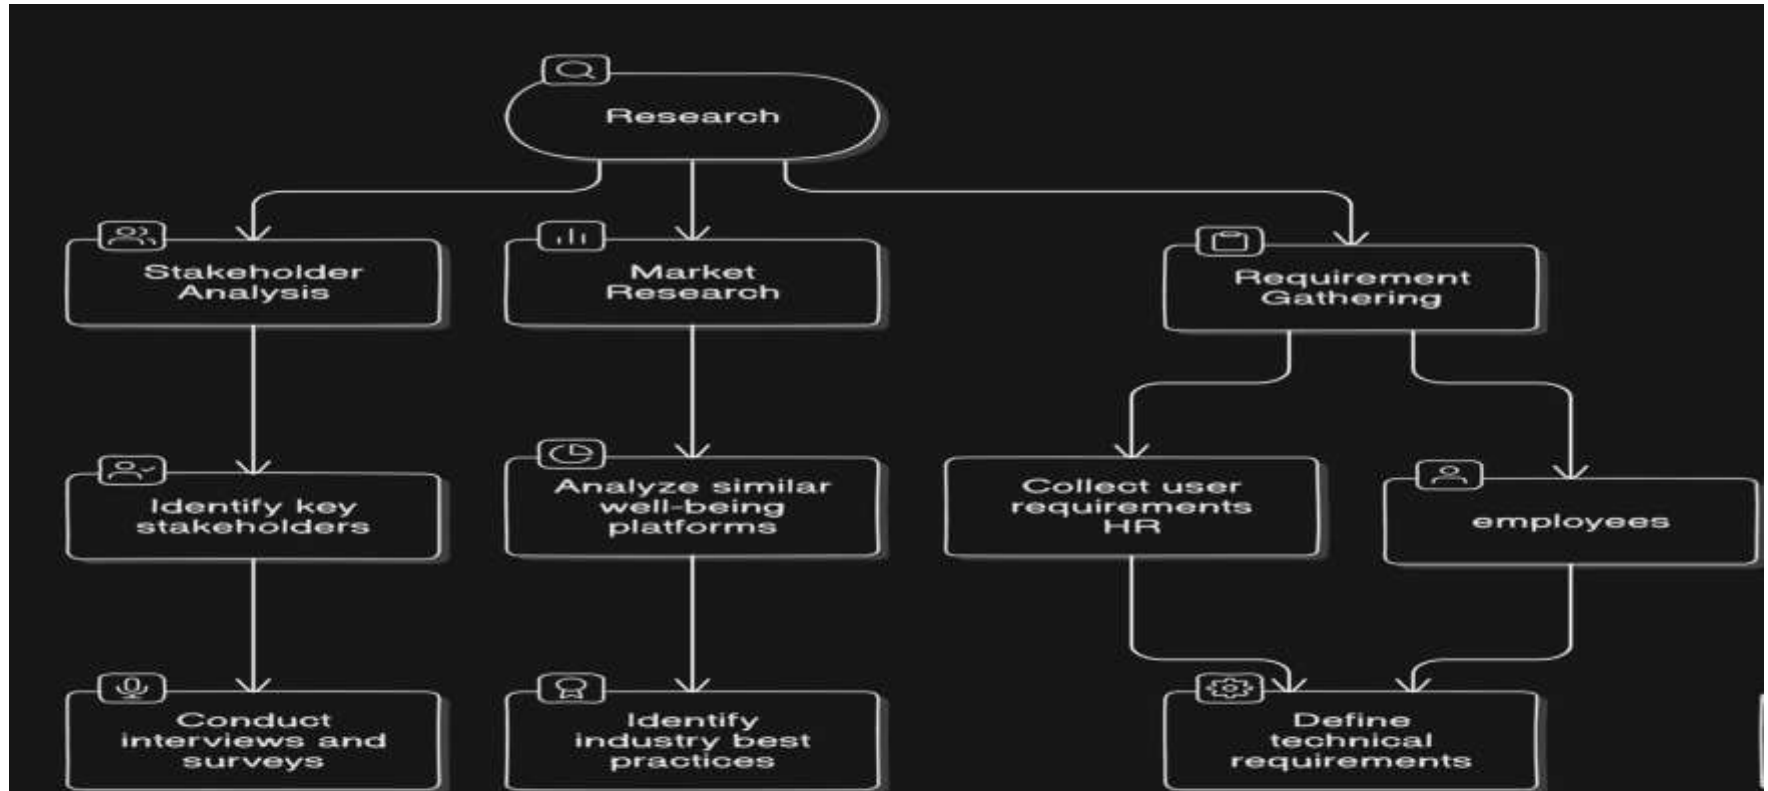 Research
Stakeholder
Analysis
Market
Research
Requirement
Gathering
Identify key
stakeholders
Analyze similar
well-being
platforms
Collect user
requirements
HR
employees
Conduct
interviews and
surveys
Identify
industry best
practices
Define
technical
requirements